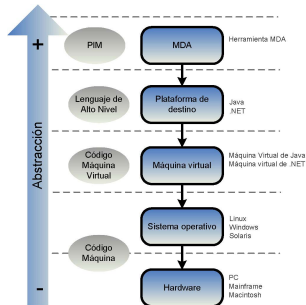 +
PIM
MDA
Herramienta MDA
Lenguaje de
Alto Nivel
Plataforma de
destino
Java
.NET
Abstracción
Código
Máquina
Virtual
Máquina virtual
Máquina Virtual de Java
Máquina virtual de .NET
Sistema operativo
Linux
Windows
Solaris
Código
Máquina
-
Hardware
PC
Mainframe
Macintosh